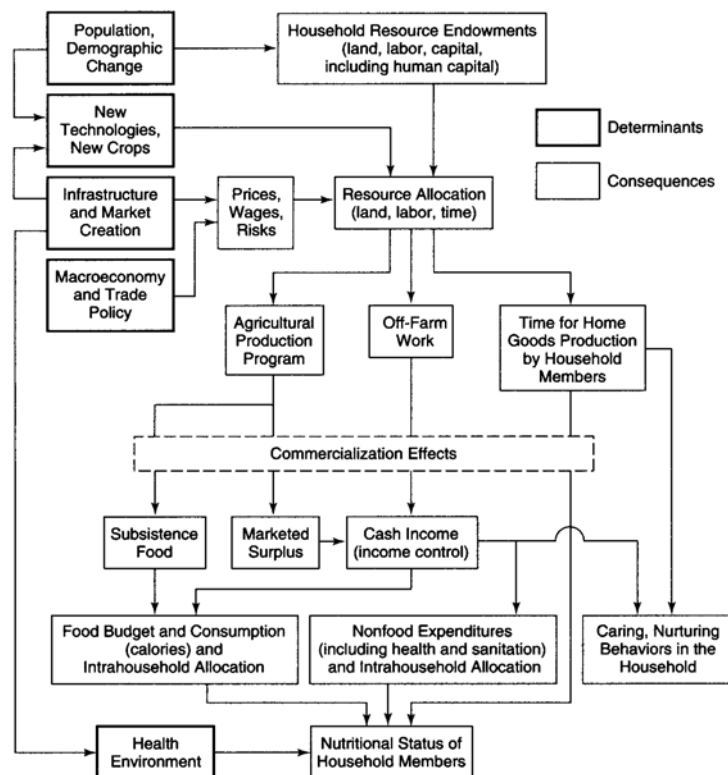 Population,
Demographic
Change
Household Resource Endowments
(land, labor, capital,
including human capital)
New
Technologies,
New Crops
Determinants
Consequences
Infrastructure
and Market
Creation
Prices,
Wages,
Risks
Resource Allocation
(land, labor, time)
Macroeconomy
and Trade
Policy
Agricultural
Production
Program
Off-Farm
Work
Time for Home
Goods Production
by Household
Members
Commercialization Effects
Subsistence
Food
Marketed
Surplus
Cash Income
(income control)
Food Budget and Consumption
(calories) and
Intrahousehold Allocation
Nonfood Expenditures
(including health and sanitation)
and Intrahousehold Allocation
Caring, Nurturing
Behaviors in the
Household
Health
Environment
Nutritional Status of
Household Members